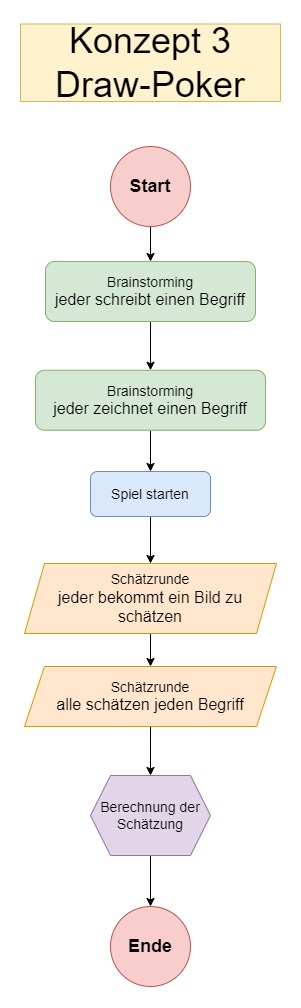 Konzept 3
Draw-Poker
Start
Brainstorming
jeder schreibt einen Begriff
Brainstorming
jeder zeichnet einen Begriff
Spiel starten
Schätzrunde
jeder bekommt ein Bild zu
schätzen
Schätzrunde
alle schätzen jeden Begriff
Berechnung der
Schätzung
Ende